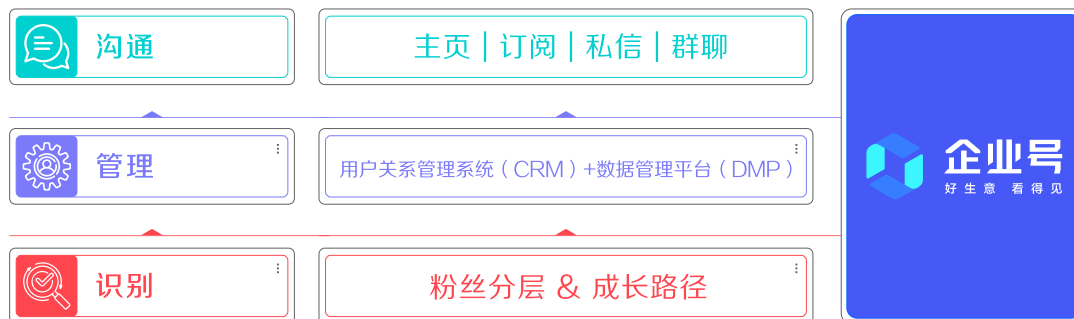 沟通
主页 | 订阅 | 私信 | 群聊
管理
用户关系管理系统（CRM）+数据管理平台（DMP）
识别
粉丝分层 & 成长路径
企业号
好生意 看得见